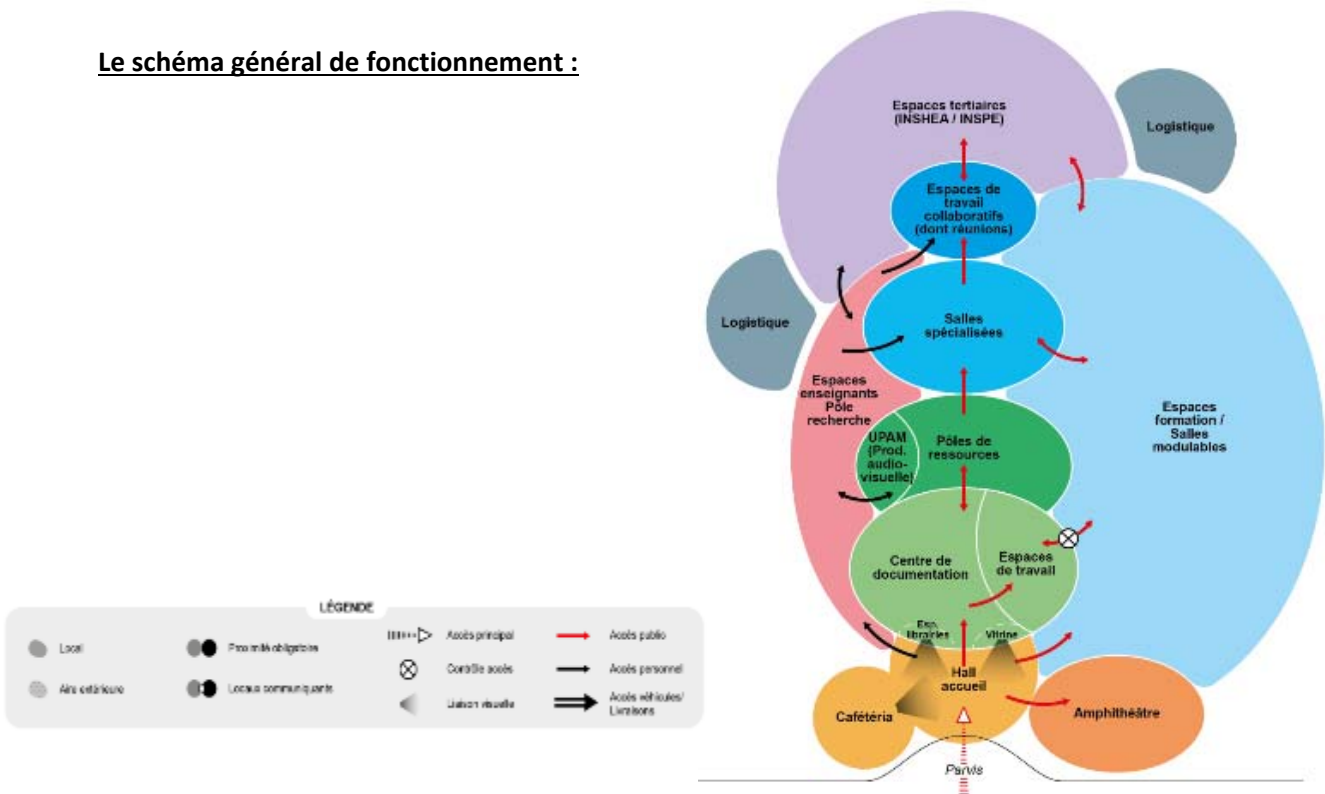 Le schéma général de fonctionnement :
Espaces tertiaires
(INSHEA / INSPE)
Logistique
Espaces de
travail
collaboratifs
(dont réunions)
Logistique
Salles
spécialisées
Espaces
enseignants
Pôle
recherche
Espaces
formation /
Salles
modulables
UPAM
(Prod.
audio-
visuelle)
Pôles de
ressources
Centre de
documentation
Espaces
de travail
Esp.
librairies
Vitrine
Hall
accueil
Cafétéria
Amphithéâtre
Parvis
LÉGENDE
Local
Aire extérieure
Proximité obligatoire
Locaux communiquants
Accès principal
Contrôle accès
Liaison visuelle
Accès public
Accès personnel
Accès véhicules/
Livraisons